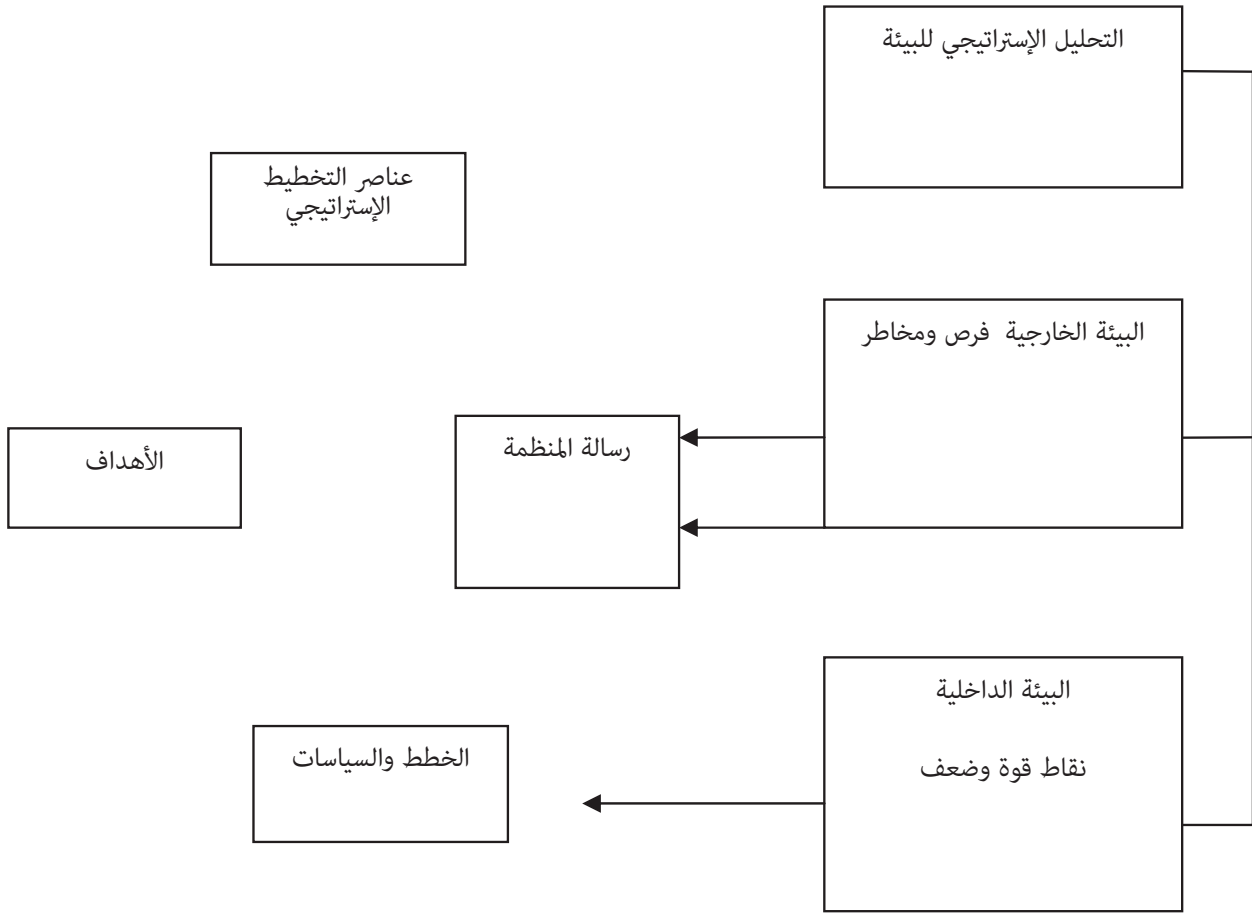 التحليل الإستراتيجي للبيئة
عناصر التخطيط
الإستراتيجي
البيئة الخارجية فرص ومخاطر
رسالة المنظمة
الأهداف
البيئة الداخلية
نقاط قوة وضعف
الخطط والسياسات